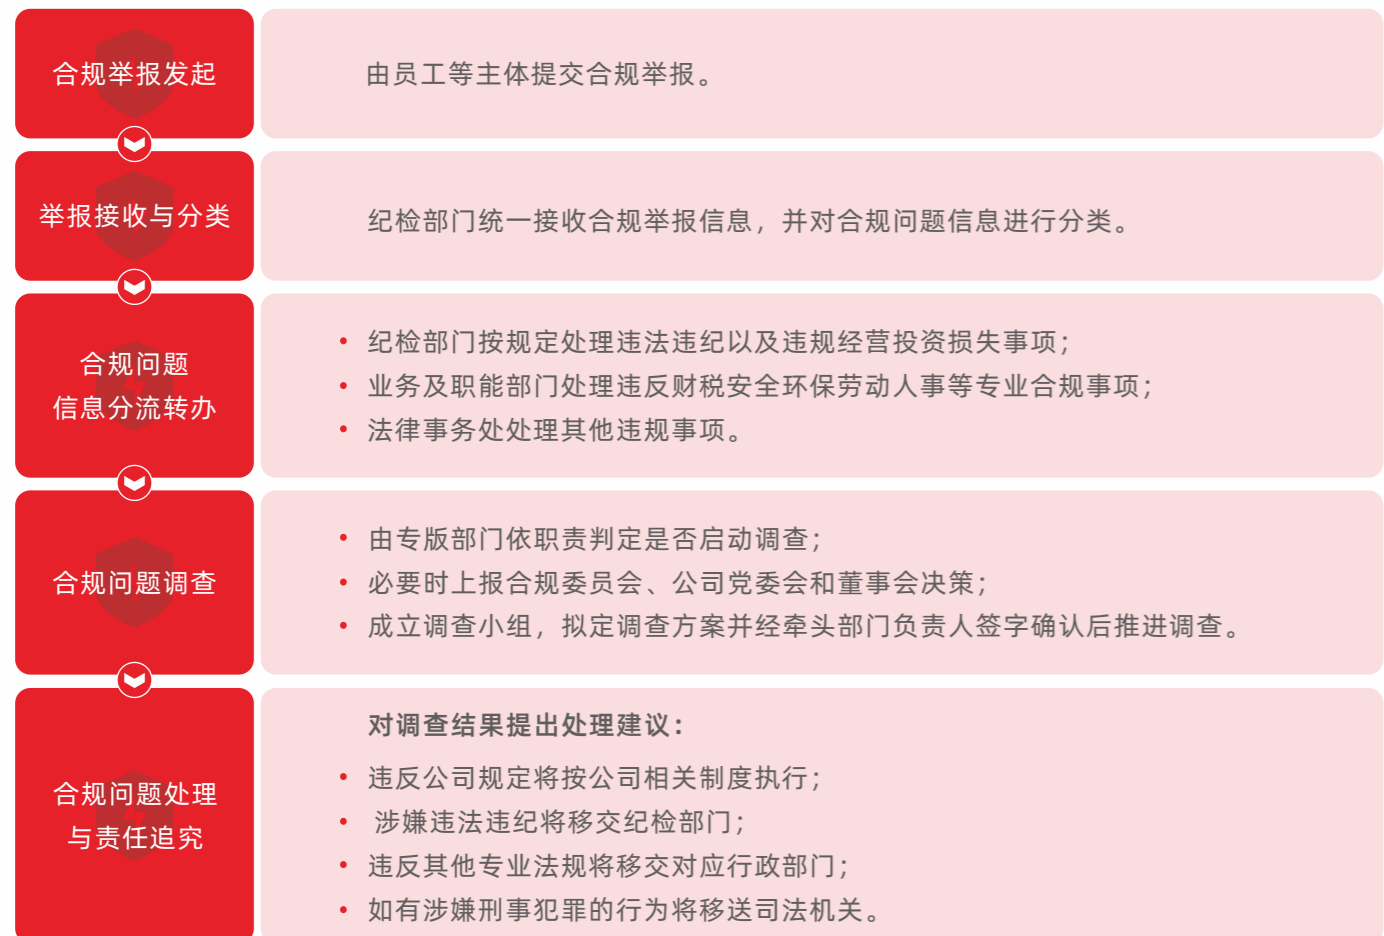 合规举报发起
由员工等主体提交合规举报。
举报接收与分类
纪检部门统一接收合规举报信息，并对合规问题信息进行分类。
合规问题
信息分流转办
• 纪检部门按规定处理违法违纪以及违规经营投资损失事项；
• 业务及职能部门处理违反财税安全环保劳动人事等专业合规事项；
• 法律事务处处理其他违规事项。
合规问题调查
• 由专版部门依职责判定是否启动调查；
• 必要时上报合规委员会、公司党委会和董事会决策；
• 成立调查小组，拟定调查方案并经牵头部门负责人签字确认后推进调查。
合规问题处理
与责任追究
对调查结果提出处理建议：
• 违反公司规定将按公司相关制度执行；
• 涉嫌违法违纪将移交纪检部门；
• 违反其他专业法规将移交对应行政部门；
• 如有涉嫌刑事犯罪的行为将移送司法机关。